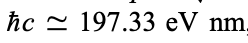 ħc ≃ 197.33 eV nm,